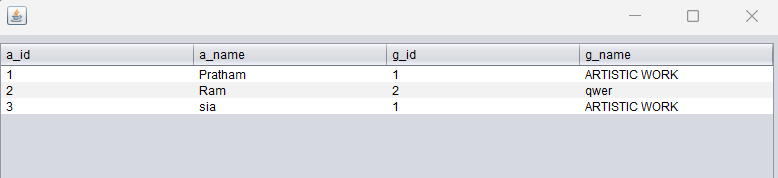 a_id a_name g_id g_name
1 Pratham 1 ARTISTIC WORK
2 Ram 2 qwer
3 sia 1 ARTISTIC WORK